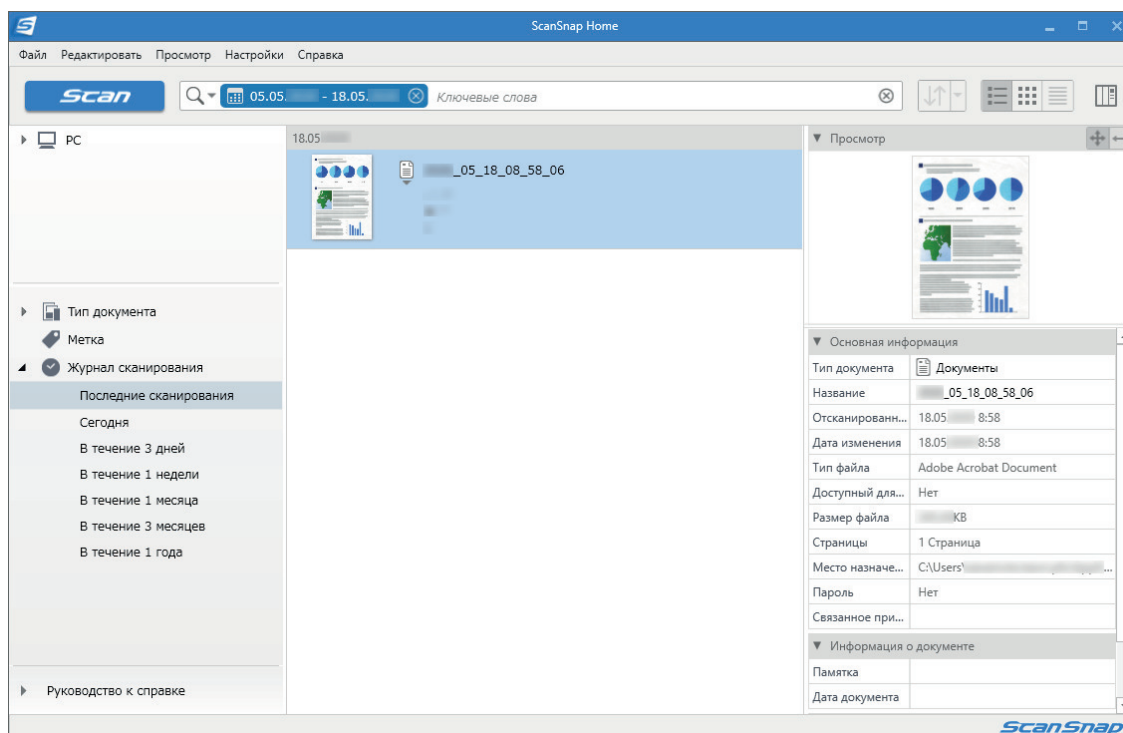 ScanSnap Home
Файл Редактировать Просмотр Настройки Справка
Scan
05.05. - 18.05. Ключевые слова
PC
Тип документа
Метка
Журнал сканирования
Последние сканирования
Сегодня
В течение 3 дней
В течение 1 недели
В течение 1 месяца
В течение 3 месяцев
В течение 1 года
Руководство к справке
18.05
_05_18_08_58_06
Просмотр
Основная информация
Тип документа Документы
Название _05_18_08_58_06
Отсканированн... 18.05 8:58
Дата изменения 18.05 8:58
Тип файла Adobe Acrobat Document
Доступный для... Нет
Размер файла KB
Страницы 1 Страница
Место назначе... C:\Users\ ...
Пароль Нет
Связанное при...
Информация о документе
Памятка
Дата документа
ScanSnap